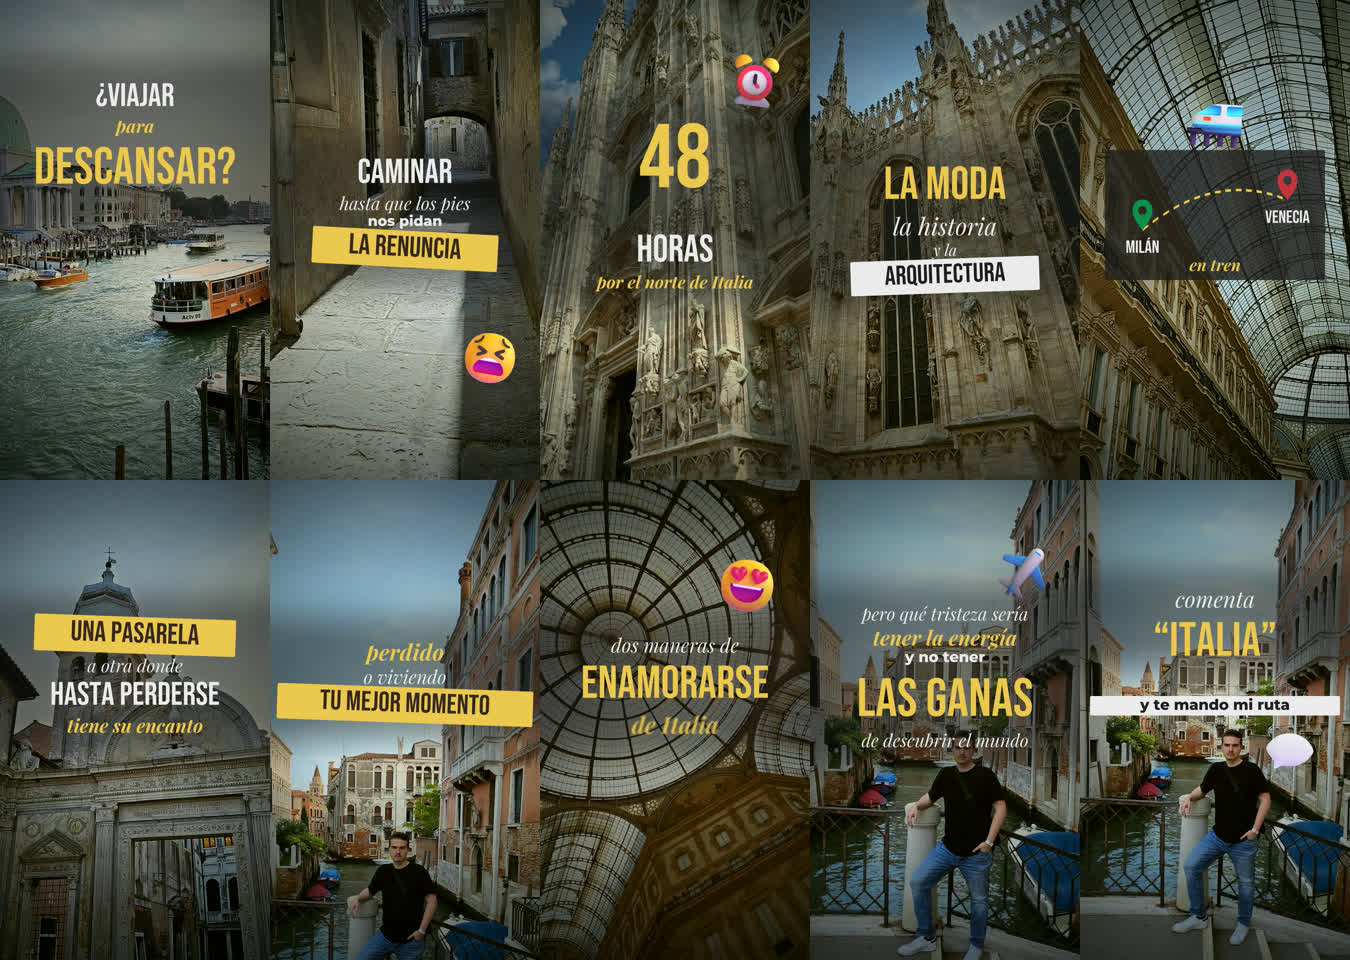 ¿VIAJAR
para
DESCANSAR?
Actv 93
CAMINAR
hasta que los pies
nos pidan
LA RENUNCIA
48
HORAS
por el norte de Italia
LA MODA
la historia
y la
ARQUITECTURA
MILÁN
VENECIA
en tren
UNA PASARELA
a otra donde
HASTA PERDERSE
tiene su encanto
perdido
o viviendo
TU MEJOR MOMENTO
dos maneras de
ENAMORARSE
de Italia
pero qué tristeza sería
tener la energía
y no tener
LAS GANAS
de descubrir el mundo
comenta
“ITALIA”
y te mando mi ruta